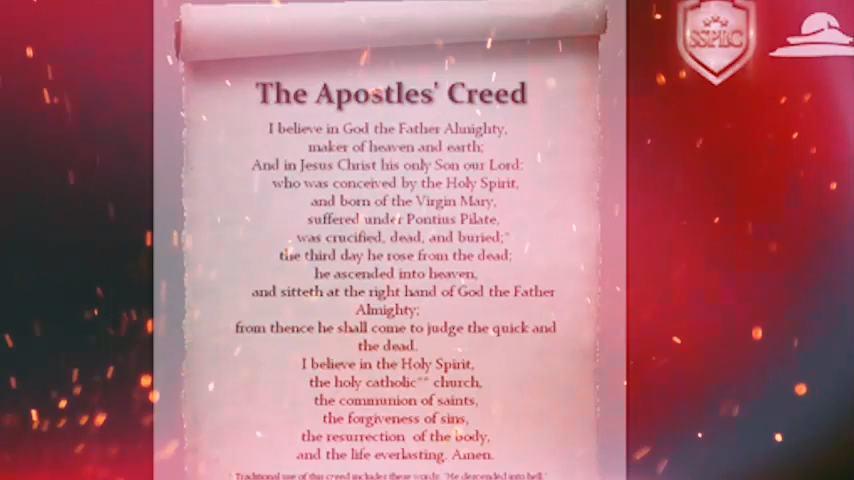 SSPBC
The Apostles' Creed
I believe in God the Father Almighty,
maker of heaven and earth;
And in Jesus Christ his only Son our Lord:
who was conceived by the Holy Spirit,
and born of the Virgin Mary,
suffered under Pontius Pilate,
was crucified, dead, and buried;*
the third day he rose from the dead;
he ascended into heaven,
and sitteth at the right hand of God the Father
Almighty;
from thence he shall come to judge the quick and
the dead.
I believe in the Holy Spirit,
the holy catholic** church,
the communion of saints,
the forgiveness of sins,
the resurrection of the body,
and the life everlasting. Amen.
* Traditional use of this creed includes these words: "He descended into hell."